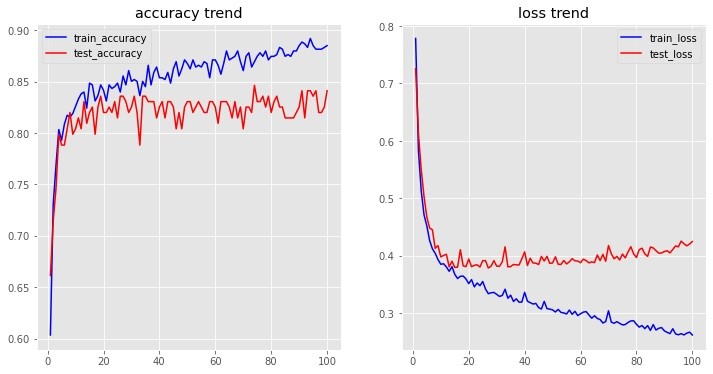 accuracy trend
train_accuracy
test_accuracy
0.90
0.85
0.80
0.75
0.70
0.65
0.60
0 20 40 60 80 100
loss trend
train_loss
test_loss
0.8
0.7
0.6
0.5
0.4
0.3
0 20 40 60 80 100